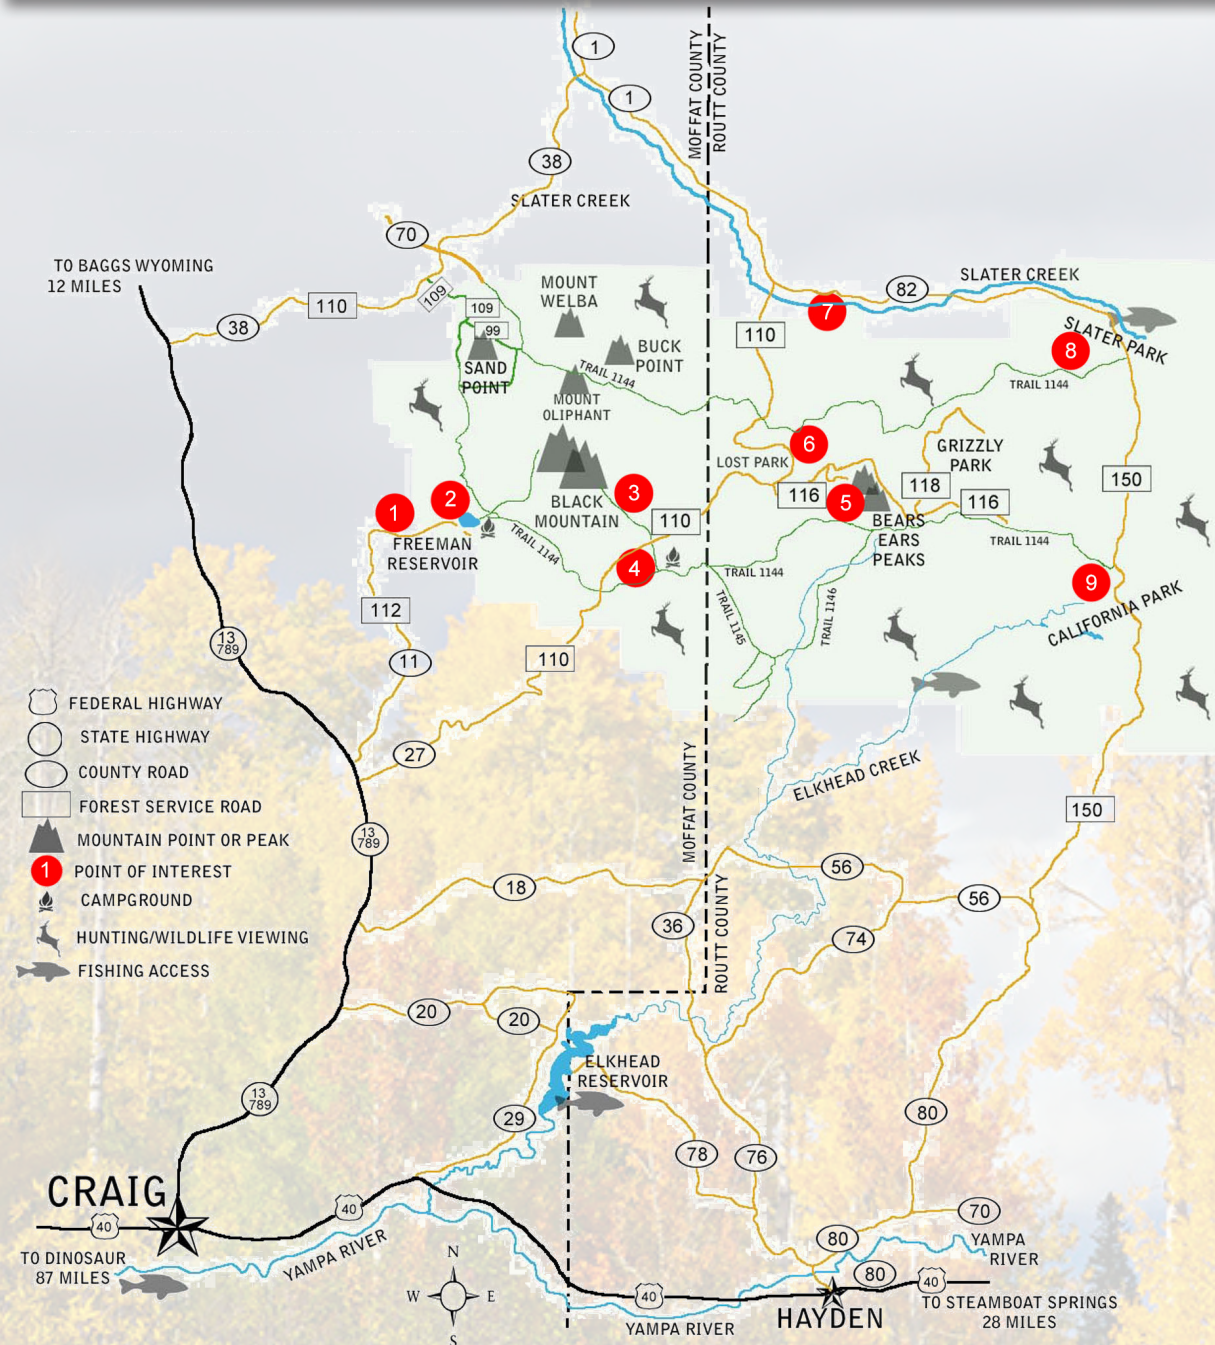 1
MOFFAT COUNTY
ROUTT COUNTY
1
38
SLATER CREEK
70
TO BAGGS WYOMING
12 MILES
SLATER CREEK
MOUNT
WELBA
82
109
110
109
7
38
99
110
SLATER PARK
BUCK
POINT
8
SAND
POINT
TRAIL 1144
TRAIL 1144
MOUNT
OLIPHANT
6
GRIZZLY
PARK
LOST PARK
150
118
116
116
3
2
5
BLACK
MOUNTAIN
1
110
BEARS
EARS
PEAKS
FREEMAN
RESERVOIR
TRAIL 1144
TRAIL 1144
4
TRAIL 1144
9
112
TRAIL 1145
TRAIL 1146
CALIFORNIA PARK
13
789
11
110
FEDERAL HIGHWAY
STATE HIGHWAY
COUNTY ROAD
FOREST SERVICE ROAD
MOUNTAIN POINT OR PEAK
1 POINT OF INTEREST
CAMPGROUND
HUNTING/WILDLIFE VIEWING
FISHING ACCESS
27
MOFFAT COUNTY
ELKHEAD CREEK
150
13
789
56
18
56
ROUTT COUNTY
36
74
20
20
ELKHEAD
RESERVOIR
13
789
29
80
78
76
CRAIG
40
40
70
80
YAMPA
RIVER
TO DINOSAUR
87 MILES
YAMPA RIVER
N
W
E
S
80
40
40
HAYDEN
YAMPA RIVER
TO STEAMBOAT SPRINGS
28 MILES